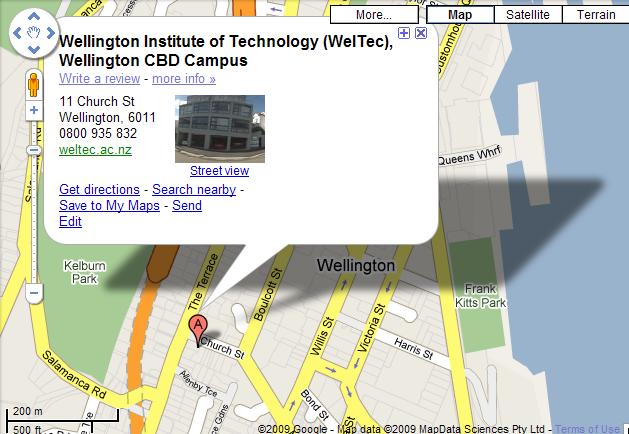 More...
Map
Satellite
Terrain
Wellington Institute of Technology (WelTec),
Wellington CBD Campus
Write a review - more info »
11 Church St
Wellington, 6011
0800 935 832
weltec.ac.nz
Street view
Get directions - Search nearby -
Save to My Maps - Send
Edit
Queens Whrf
Kelburn
Park
The Terrace
Boulcott St
Wellington
Frank
Kitts Park
A
Church St
Willis St
Victoria St
Harris St
Salamanca Rd
Allenby Tce
Bond St
200 m
500 ft
©2009 Google - Map data ©2009 MapData Sciences Pty Ltd - Terms of Use